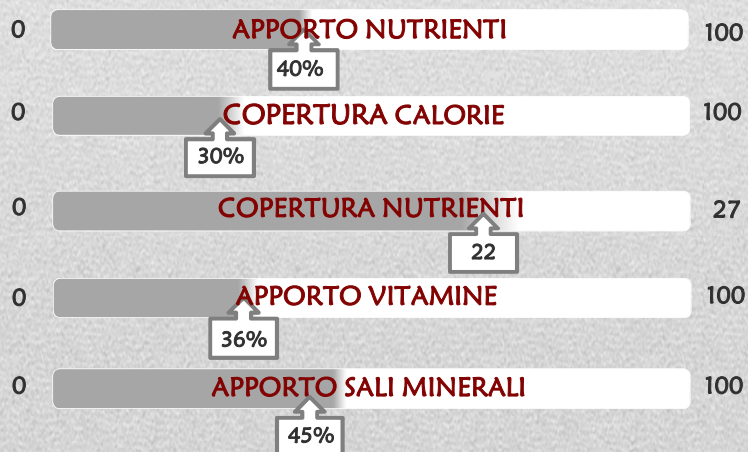 0 APPORTO NUTRIENTI 100
40%
0 COPERTURA CALORIE 100
30%
0 COPERTURA NUTRIENTI 27
22
0 APPORTO VITAMINE 100
36%
0 APPORTO SALI MINERALI 100
45%